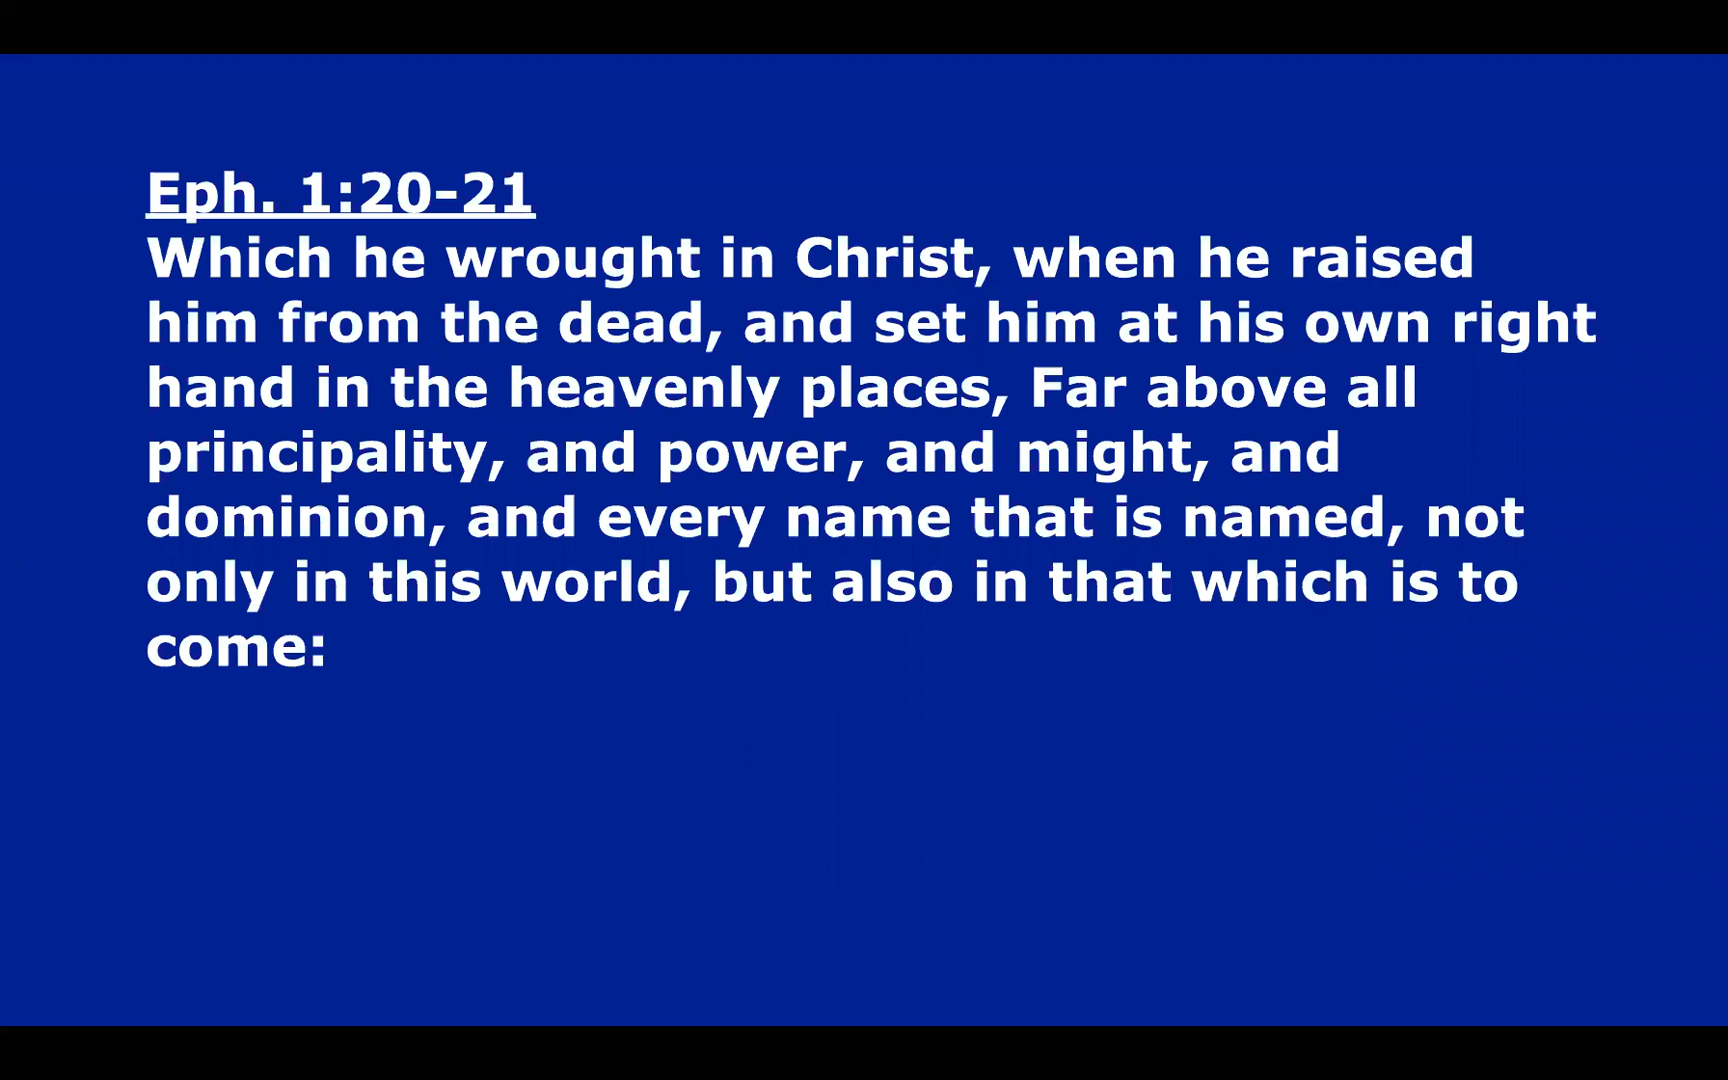 Eph. 1:20-21
Which he wrought in Christ, when he raised
him from the dead, and set him at his own right
hand in the heavenly places, Far above all
principality, and power, and might, and
dominion, and every name that is named, not
only in this world, but also in that which is to
come: